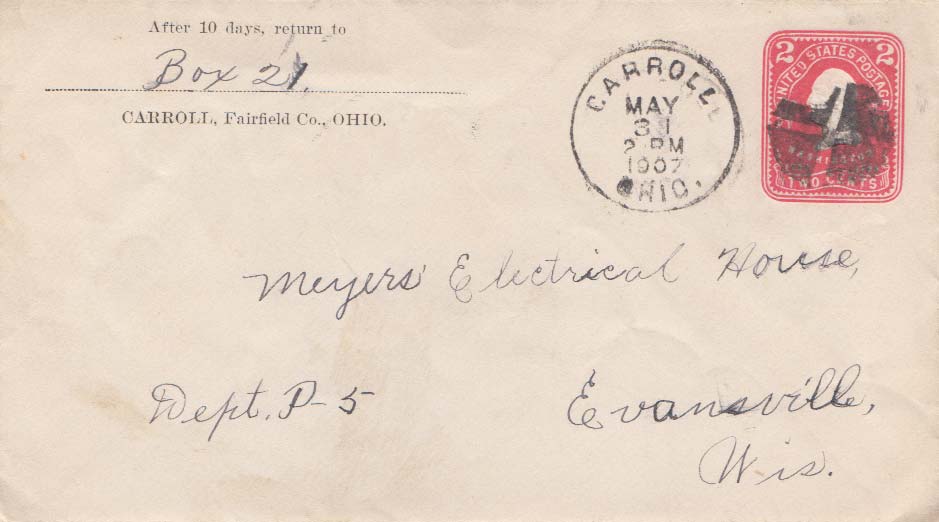 After 10 days, return to
Box 21.
CARROLL, Fairfield Co., OHIO.
CARROLL
MAY
31
2 PM
1907
OHIO.
2 2
UNITED STATES POSTAGE
TWO CENTS
Meyers' Electrical House,
Dept. P-5
Evansville,
Wis.